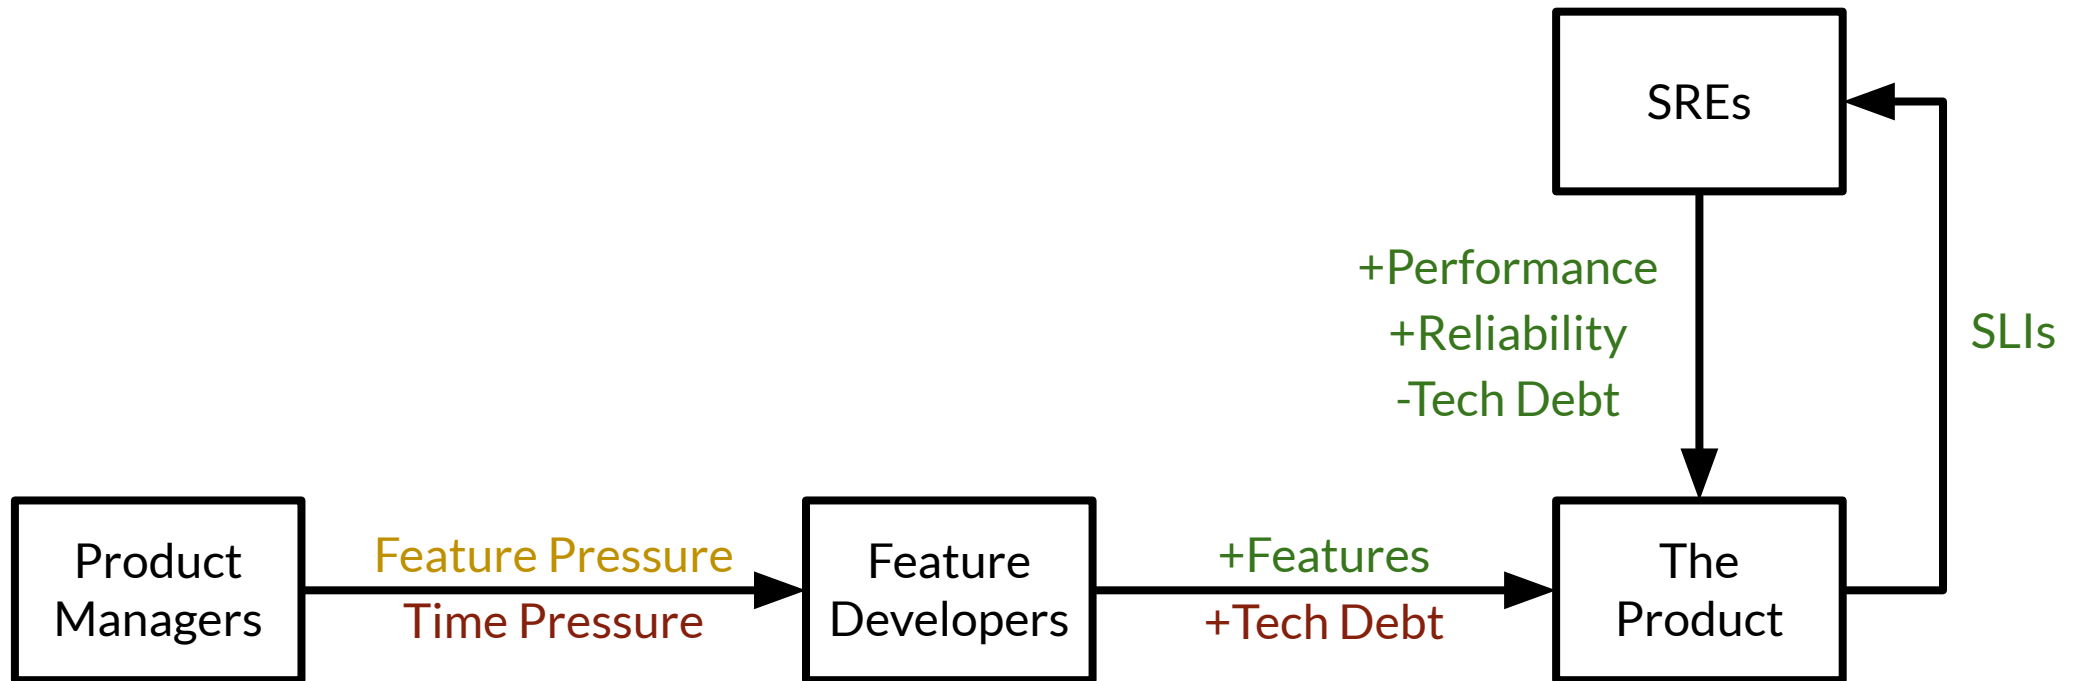 SREs
+Performance
+Reliability
-Tech Debt
SLIs
Product
Managers
Feature Pressure
Time Pressure
Feature
Developers
+Features
+Tech Debt
The
Product